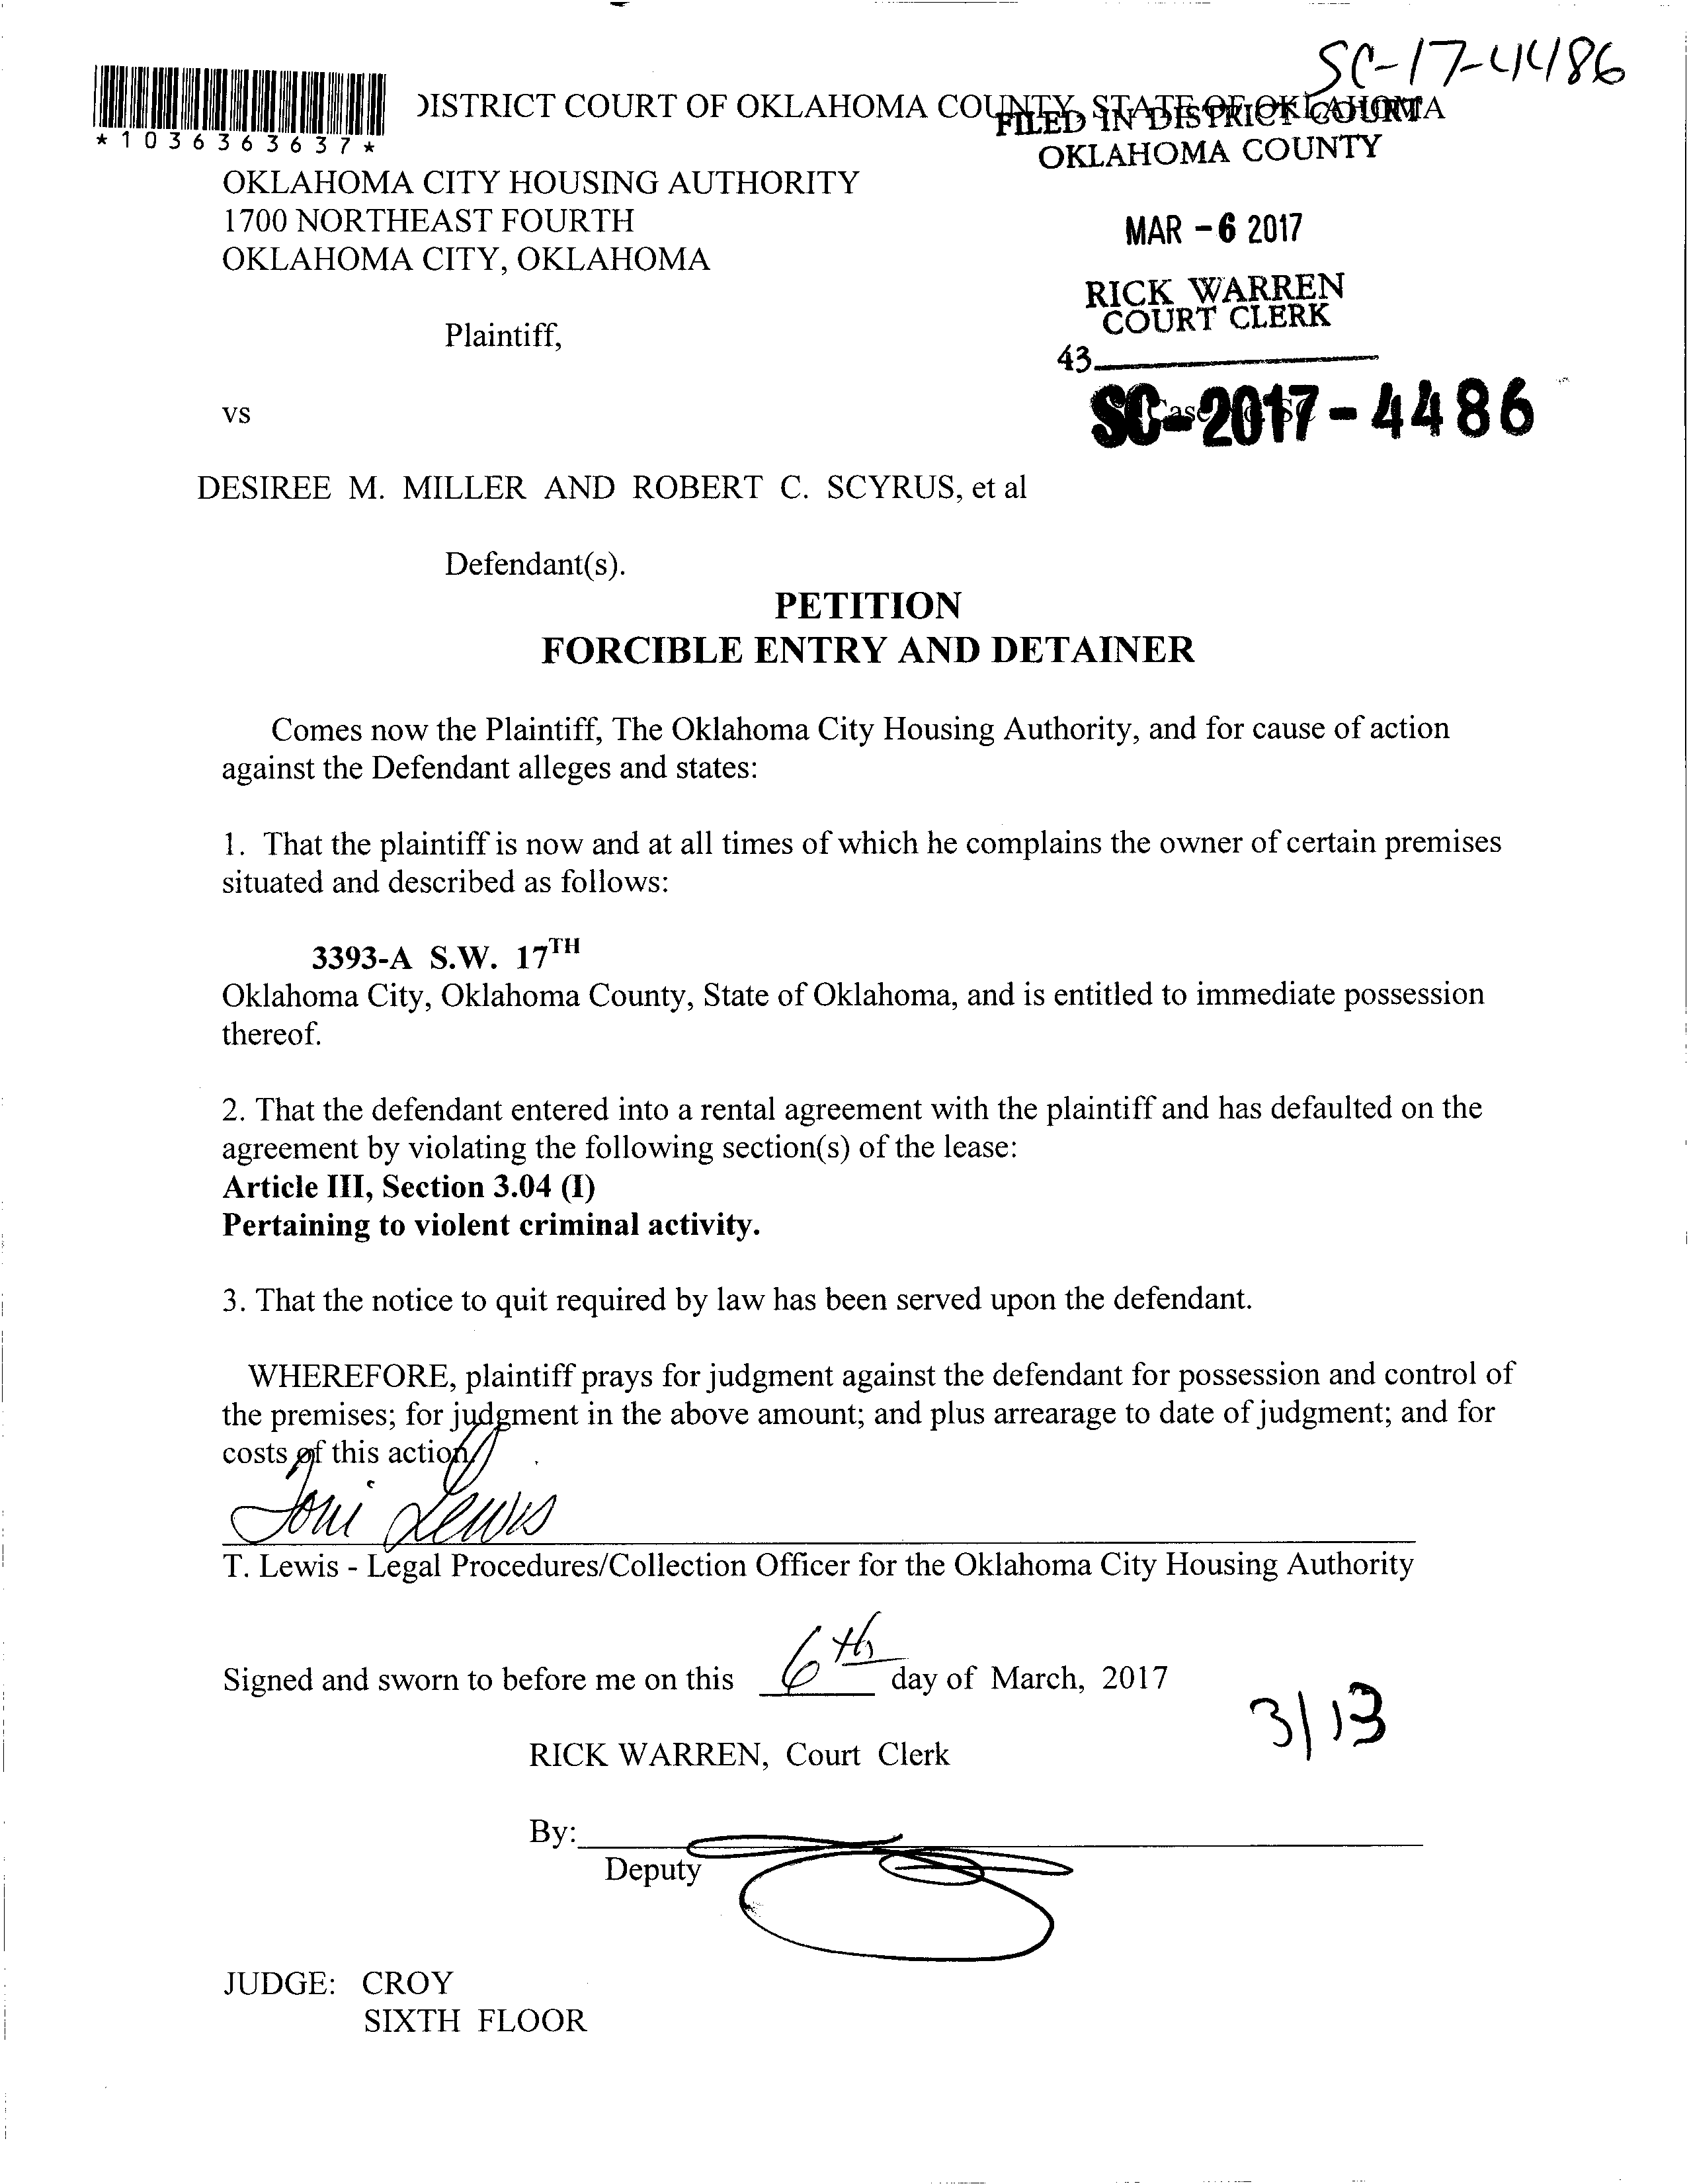 SC-17-4486
DISTRICT COURT OF OKLAHOMA COUNTY, STATE OF OKLAHOMA
FILED IN DISTRICT COURT
OKLAHOMA COUNTY
*1036363637*
OKLAHOMA CITY HOUSING AUTHORITY
1700 NORTHEAST FOURTH
OKLAHOMA CITY, OKLAHOMA
MAR -6 2017
RICK WARREN
COURT CLERK
Plaintiff,
43
SC-2017-4486
vs
DESIREE M. MILLER AND ROBERT C. SCYRUS, et al
Defendant(s).
PETITION
FORCIBLE ENTRY AND DETAINER
Comes now the Plaintiff, The Oklahoma City Housing Authority, and for cause of action
against the Defendant alleges and states:
1. That the plaintiff is now and at all times of which he complains the owner of certain premises
situated and described as follows:
3393-A S.W. 17TH
Oklahoma City, Oklahoma County, State of Oklahoma, and is entitled to immediate possession
thereof.
2. That the defendant entered into a rental agreement with the plaintiff and has defaulted on the
agreement by violating the following section(s) of the lease:
Article III, Section 3.04 (I)
Pertaining to violent criminal activity.
3. That the notice to quit required by law has been served upon the defendant.
WHEREFORE, plaintiff prays for judgment against the defendant for possession and control of
the premises; for judgment in the above amount; and plus arrearage to date of judgment; and for
costs of this action.
Toni Lewis
T. Lewis - Legal Procedures/Collection Officer for the Oklahoma City Housing Authority
Signed and sworn to before me on this 6th day of March, 2017
3/13
RICK WARREN, Court Clerk
By:
Deputy
JUDGE: CROY
SIXTH FLOOR